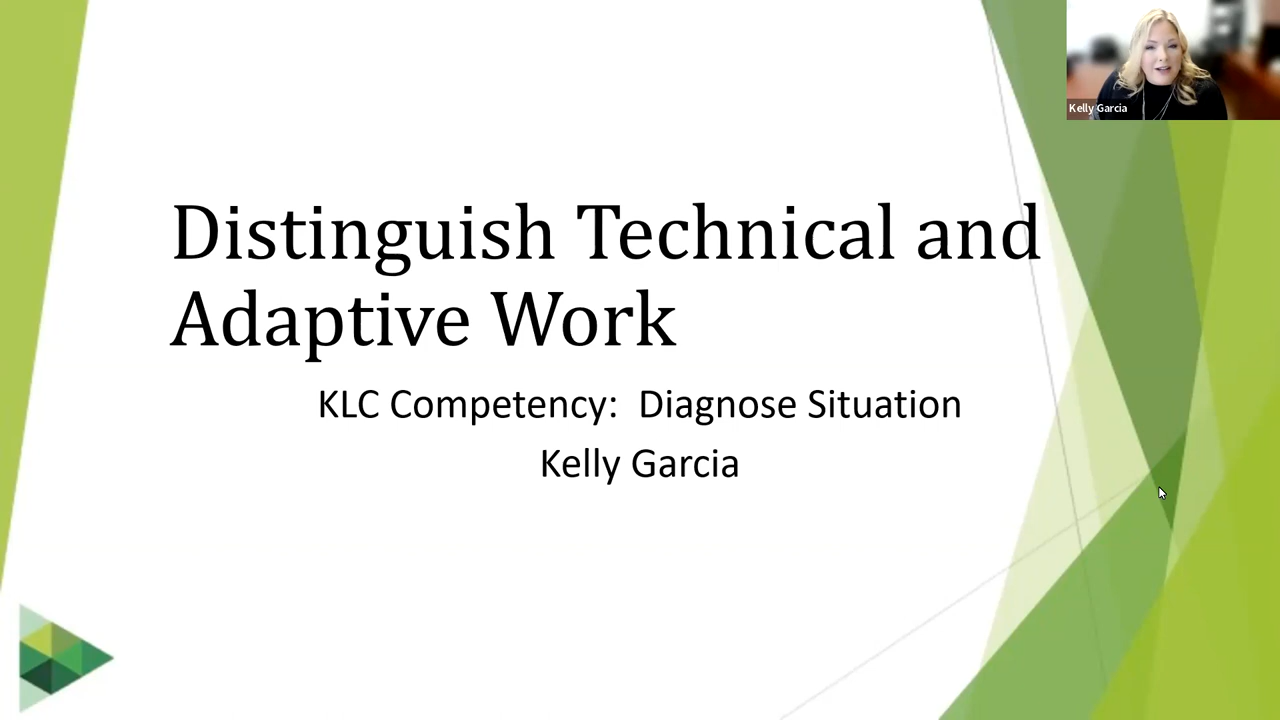 Kelly Garcia
Distinguish Technical and
Adaptive Work
KLC Competency:  Diagnose Situation
Kelly Garcia